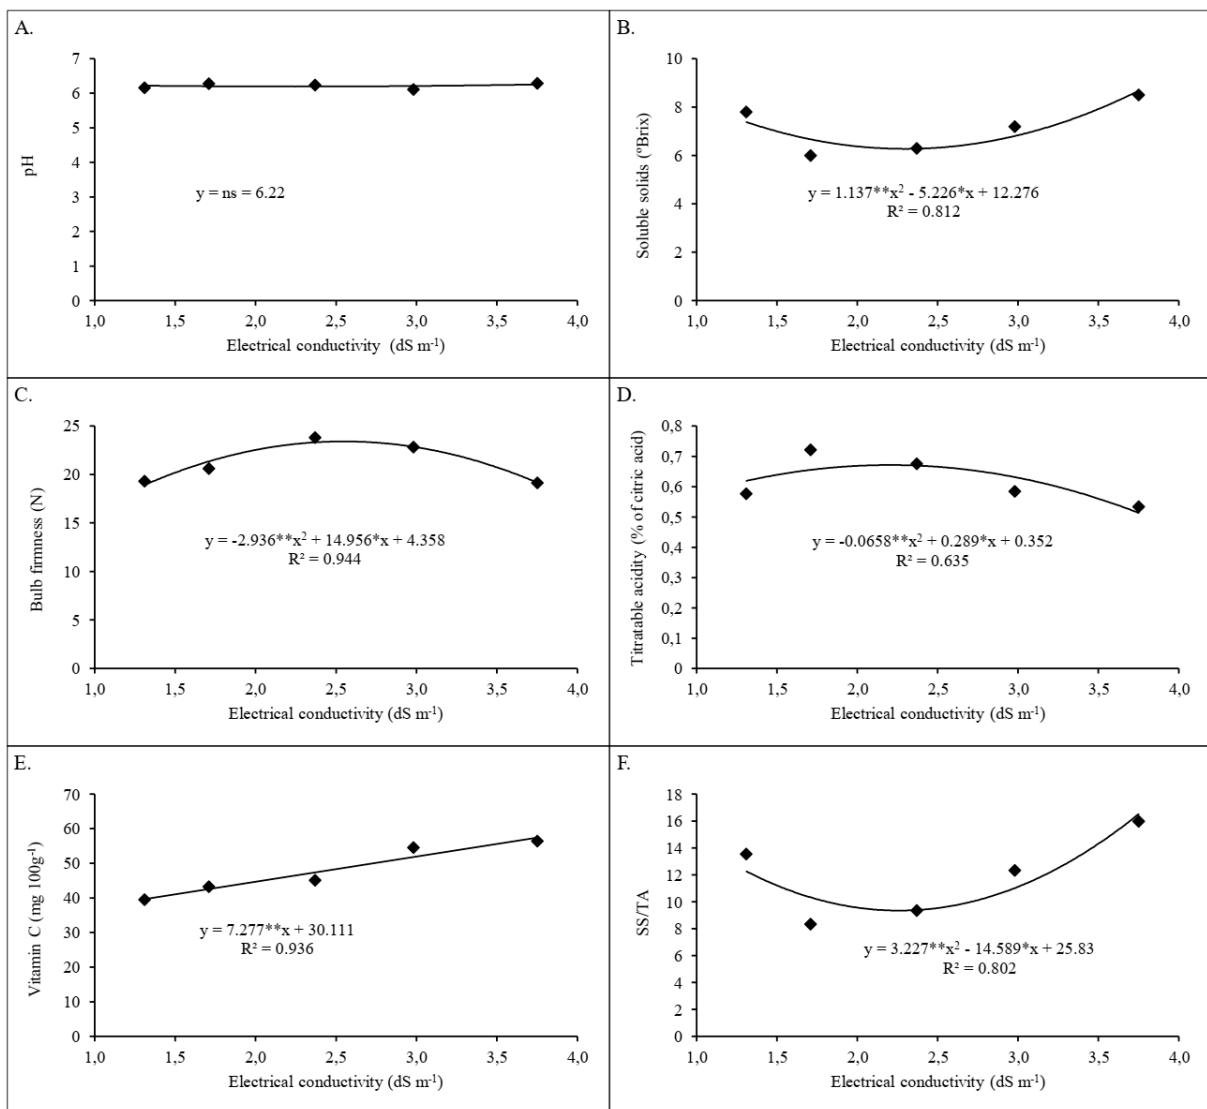 A.
pH
7
6
5
4
3
2
1
0
y = ns = 6.22
1,0 1,5 2,0 2,5 3,0 3,5 4,0
Electrical conductivity (dS m⁻¹)
B.
Soluble solids (ºBrix)
10
8
6
4
2
0
y = 1.137**x² - 5.226*x + 12.276
R² = 0.812
1,0 1,5 2,0 2,5 3,0 3,5 4,0
Electrical conductivity (dS m⁻¹)
C.
Bulb firmness (N)
25
20
15
10
5
0
y = -2.936**x² + 14.956*x + 4.358
R² = 0.944
1,0 1,5 2,0 2,5 3,0 3,5 4,0
Electrical conductivity (dS m⁻¹)
D.
Titratable acidity (% of citric acid)
0,8
0,7
0,6
0,5
0,4
0,3
0,2
0,1
0
y = -0.0658**x² + 0.289*x + 0.352
R² = 0.635
1,0 1,5 2,0 2,5 3,0 3,5 4,0
Electrical conductivity (dS m⁻¹)
E.
Vitamin C (mg 100g⁻¹)
70
60
50
40
30
20
10
0
y = 7.277**x + 30.111
R² = 0.936
1,0 1,5 2,0 2,5 3,0 3,5 4,0
Electrical conductivity (dS m⁻¹)
F.
SS/TA
18
16
14
12
10
8
6
4
2
0
y = 3.227**x² - 14.589*x + 25.83
R² = 0.802
1,0 1,5 2,0 2,5 3,0 3,5 4,0
Electrical conductivity (dS m⁻¹)